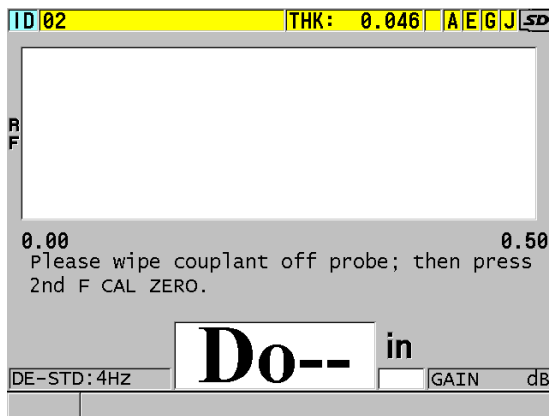 ID 02 THK: 0.046 A E G J SD
RF
0.00 0.50
Please wipe couplant off probe; then press
2nd F CAL ZERO.
Do-- in
DE-STD:4Hz GAIN dB